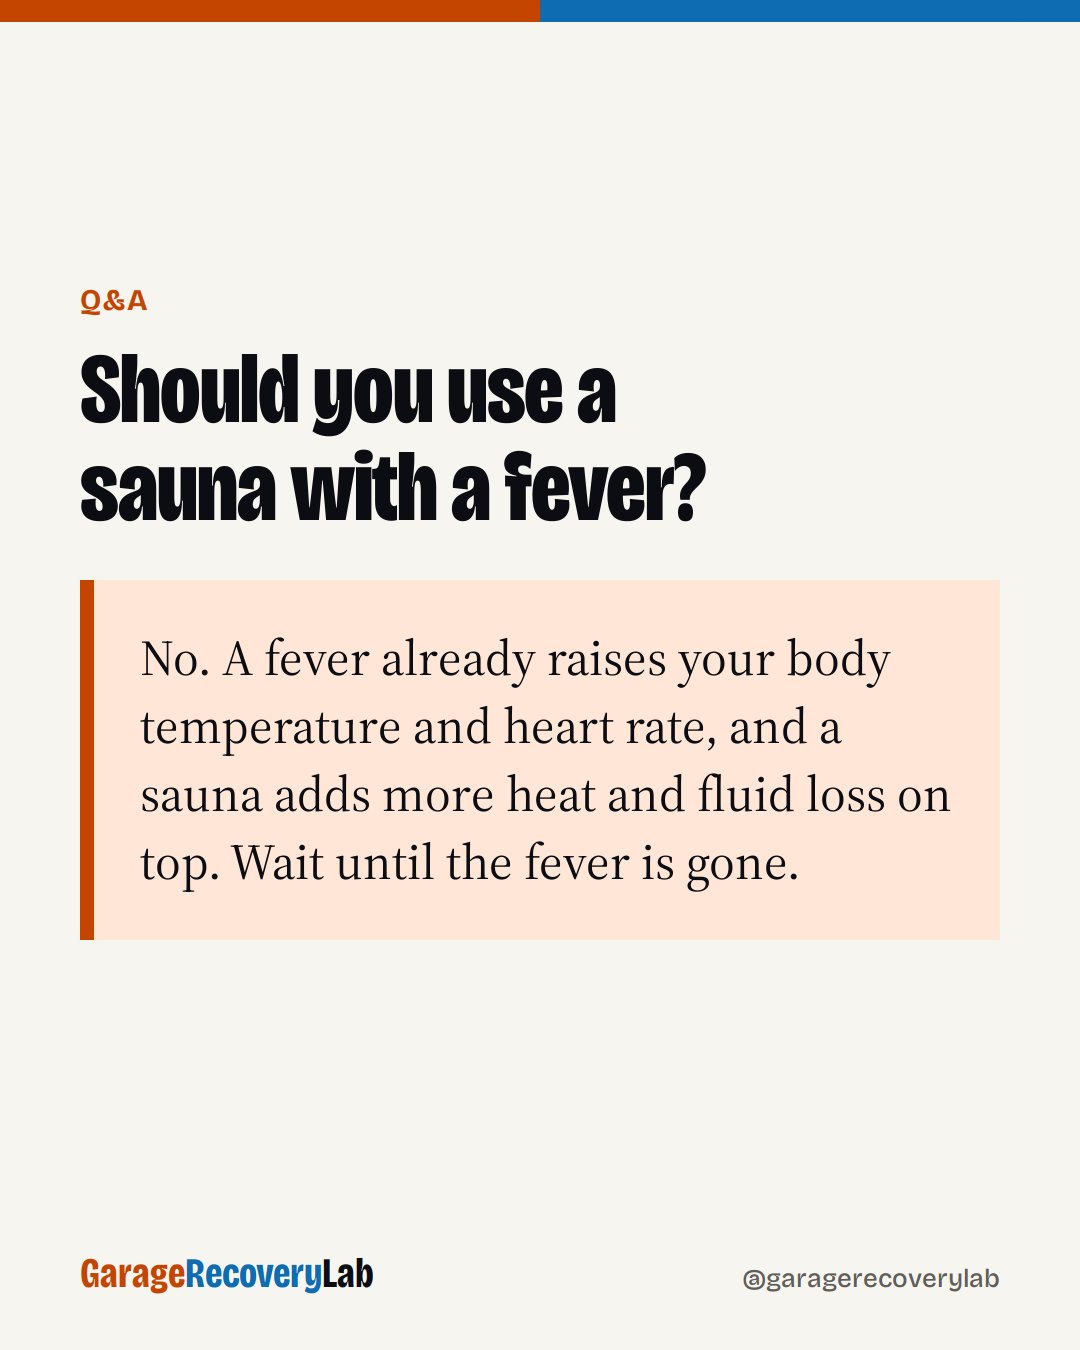 Q&A
Should you use a
sauna with a fever?
No. A fever already raises your body
temperature and heart rate, and a
sauna adds more heat and fluid loss on
top. Wait until the fever is gone.
GarageRecoveryLab
@garagerecoverylab